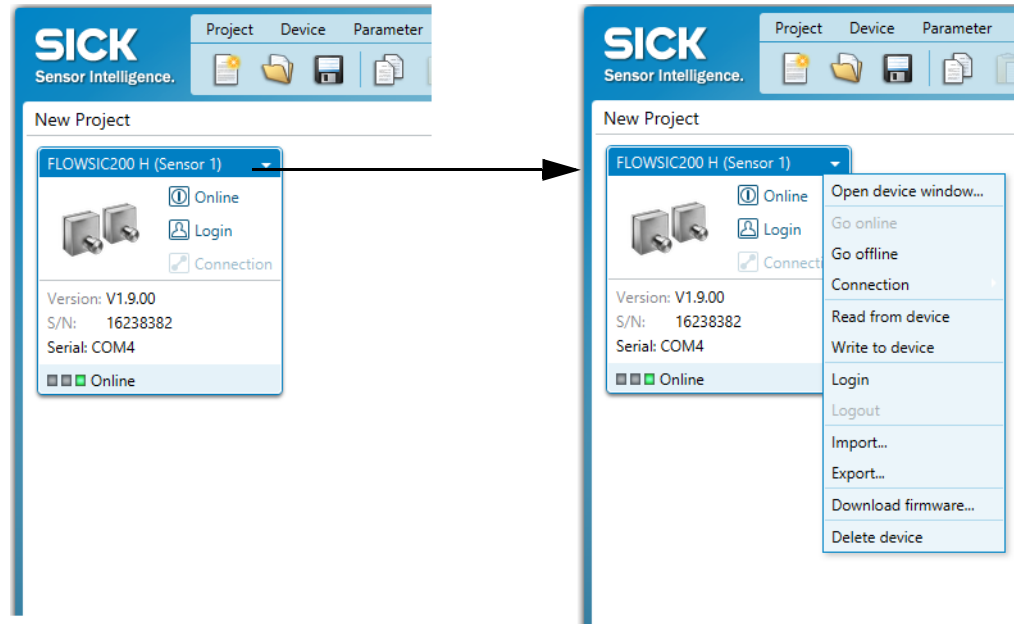 SICK
Sensor Intelligence.
Project Device Parameter
New Project
FLOWSIC200 H (Sensor 1)
Online
Login
Connection
Version: V1.9.00
S/N: 16238382
Serial: COM4
Online
SICK
Sensor Intelligence.
Project Device Parameter
New Project
FLOWSIC200 H (Sensor 1)
Online
Login
Connecti
Version: V1.9.00
S/N: 16238382
Serial: COM4
Online
Open device window...
Go online
Go offline
Connection
Read from device
Write to device
Login
Logout
Import...
Export...
Download firmware...
Delete device